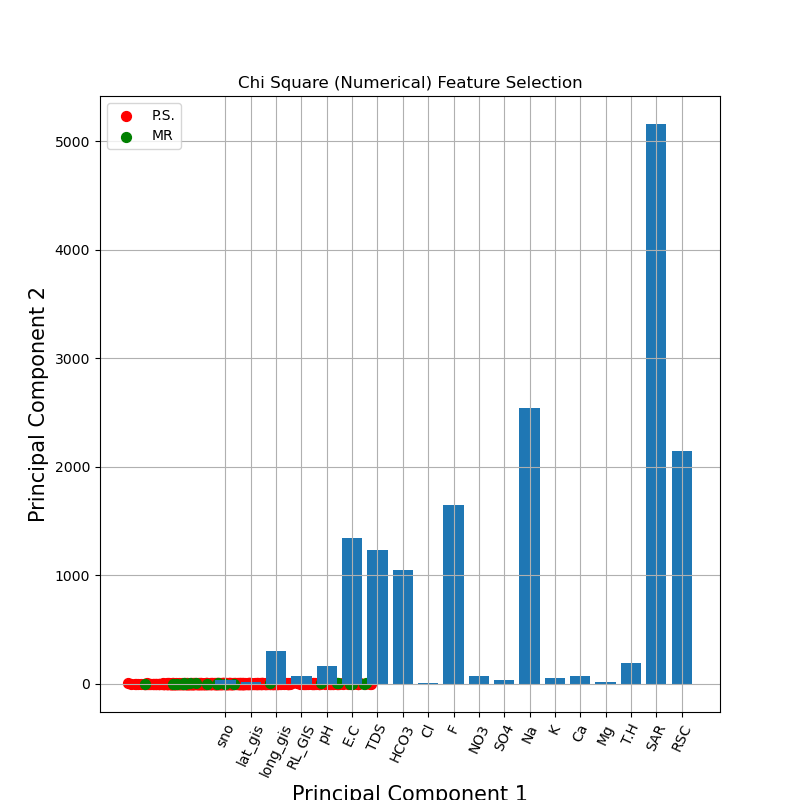 Chi Square (Numerical) Feature Selection
P.S.
MR
5000
4000
3000
2000
1000
0
Principal Component 2
sno
lat_gis
long_gis
RL_GIS
pH
E.C
TDS
HCO3
Cl
F
NO3
SO4
Na
K
Ca
Mg
T.H
SAR
RSC
Principal Component 1